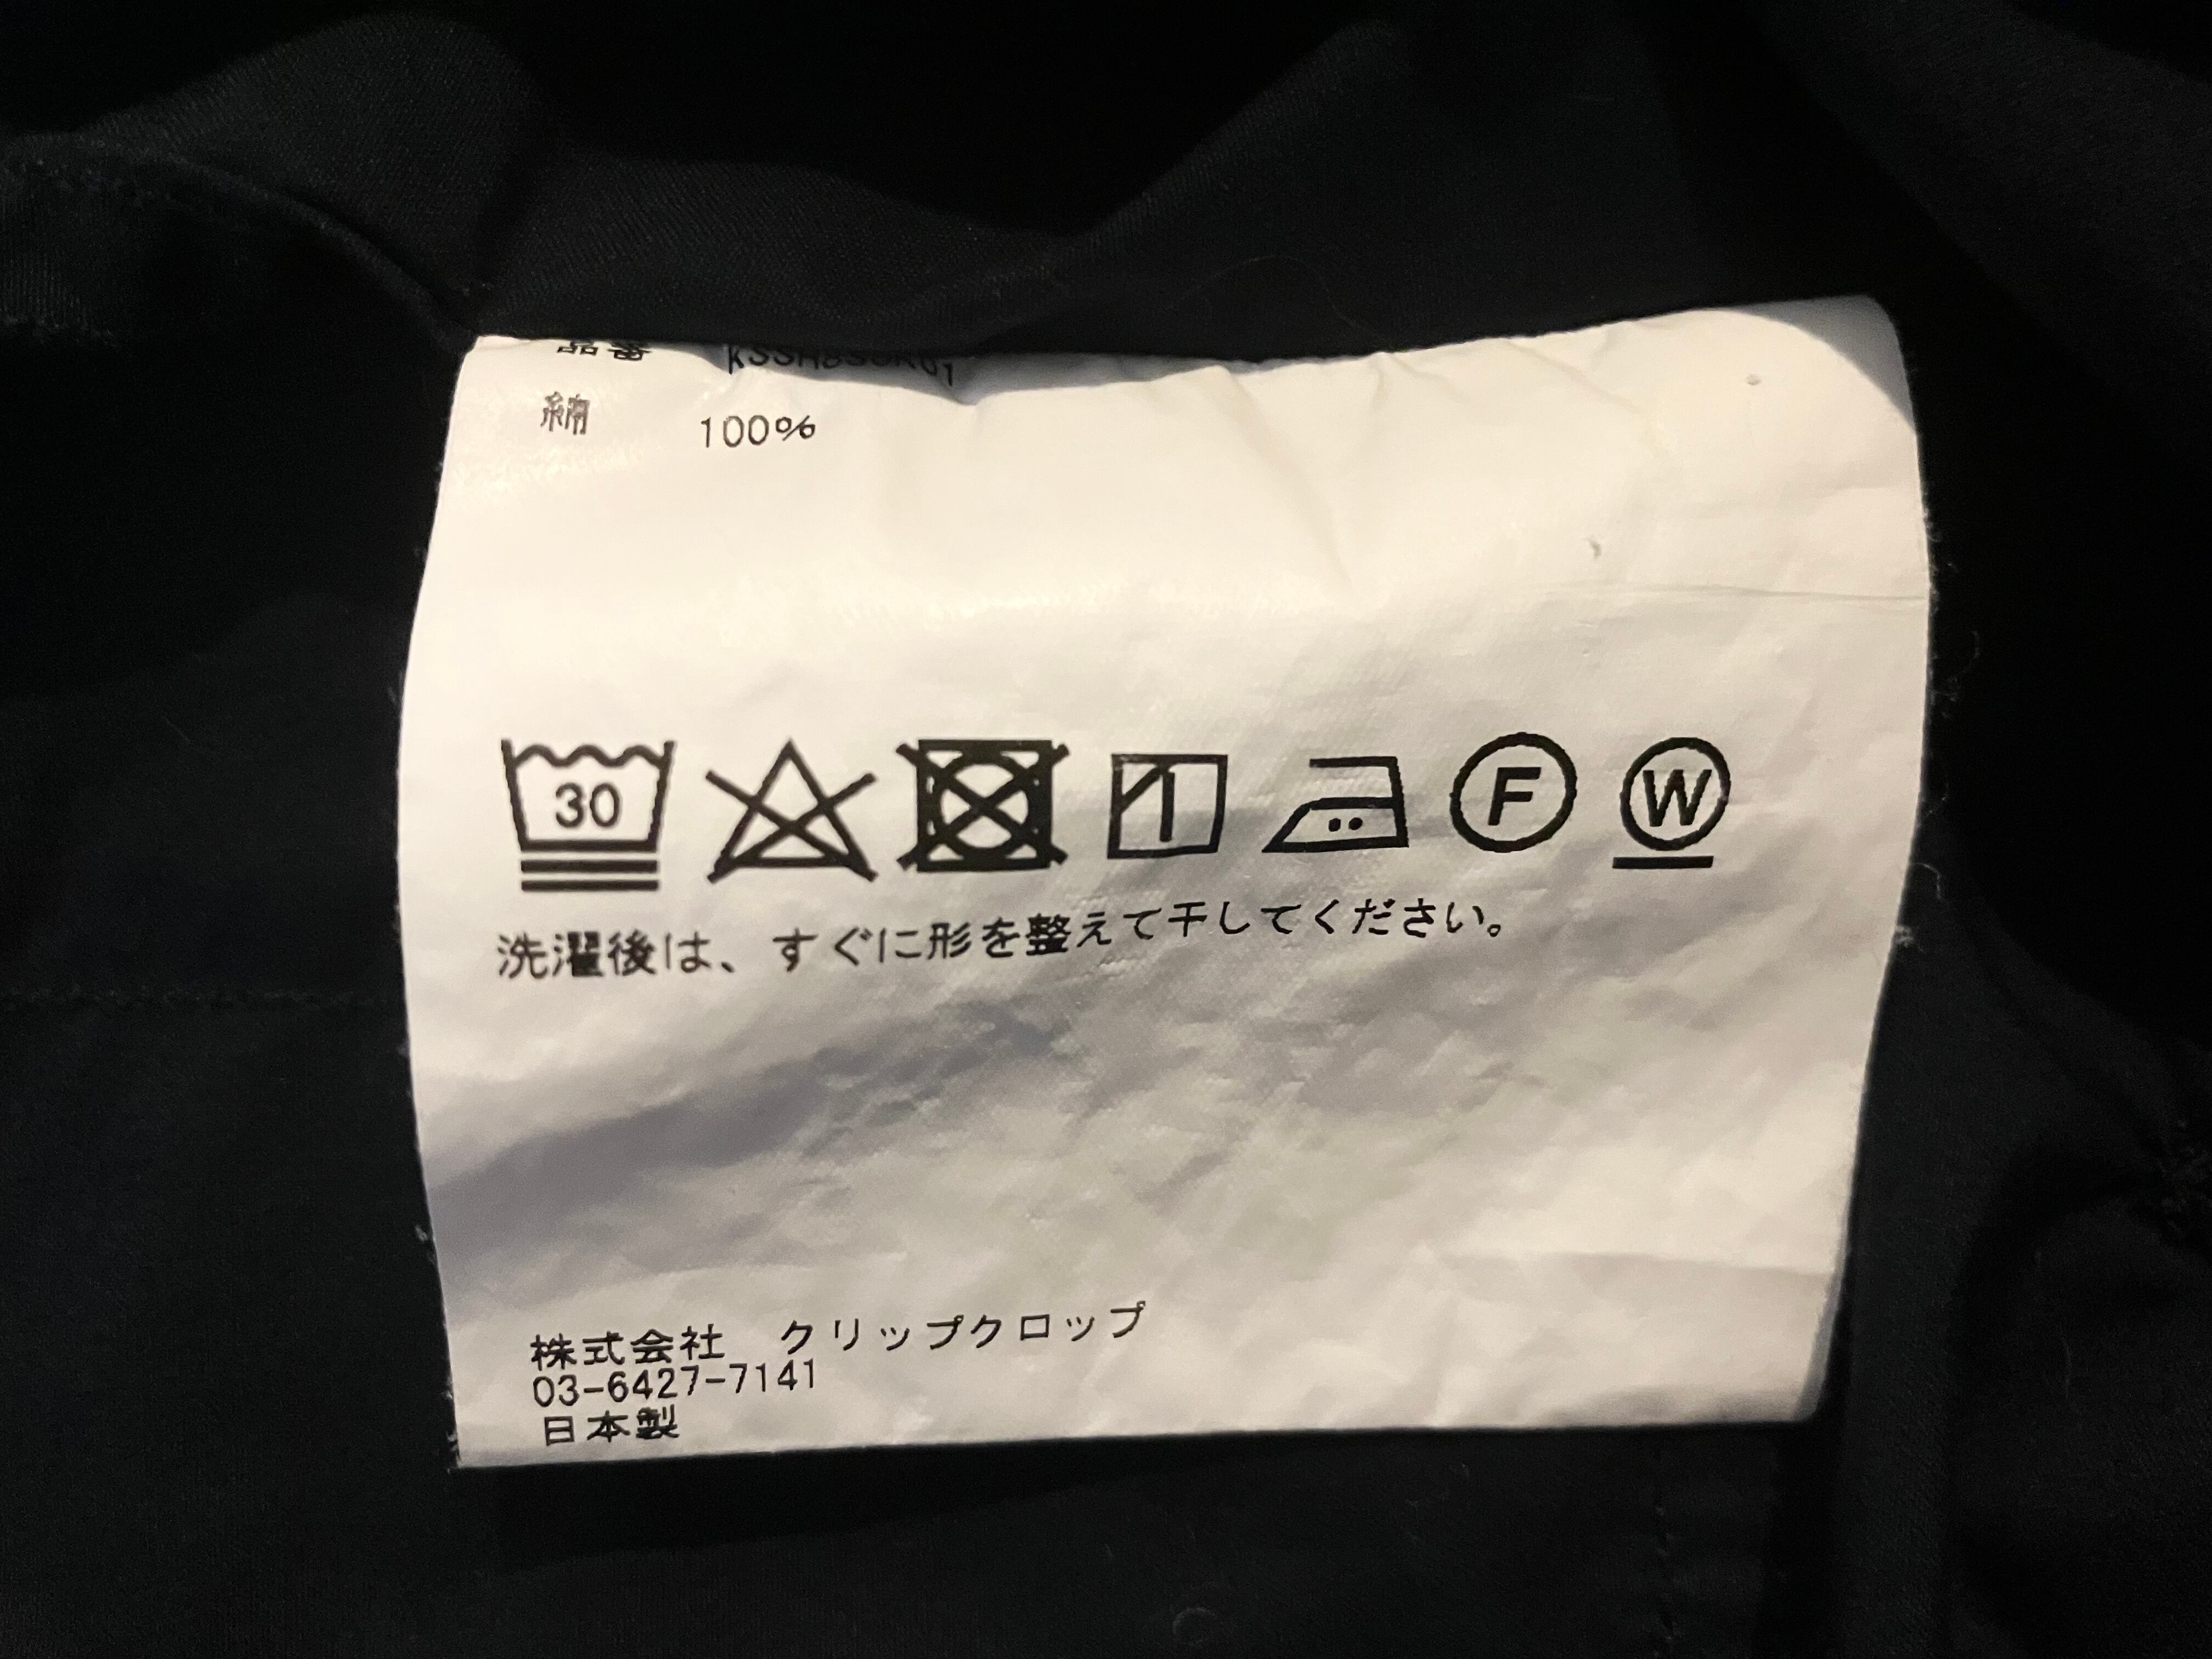 品番
綿 100%
30
F W
洗濯後は、すぐに形を整えて干してください。
株式会社 クリップクロップ
03-6427-7141
日本製